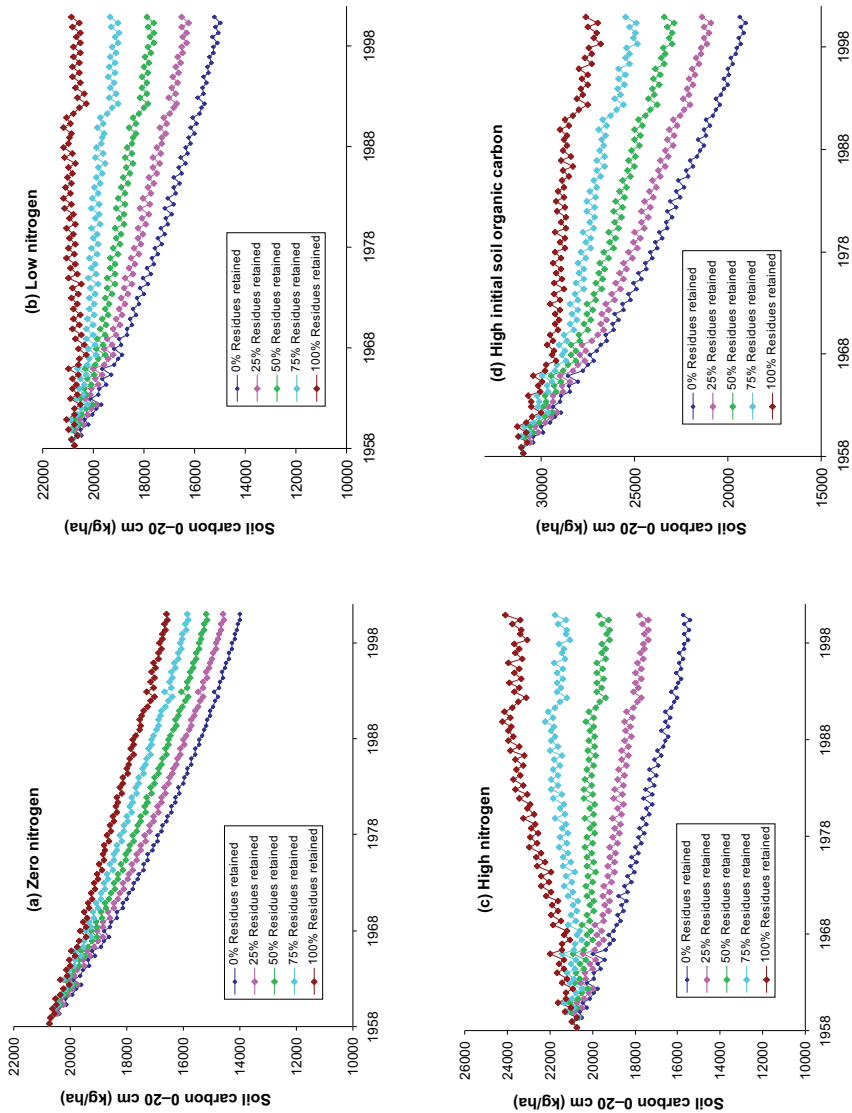 (a) Zero nitrogen
22000
20000
18000
16000
14000
12000
10000
Soil carbon 0–20 cm (kg/ha)
1958
1968
1978
1988
1998
0% Residues retained
25% Residues retained
50% Residues retained
75% Residues retained
100% Residues retained
(b) Low nitrogen
22000
20000
18000
16000
14000
12000
10000
Soil carbon 0–20 cm (kg/ha)
1958
1968
1978
1988
1998
0% Residues retained
25% Residues retained
50% Residues retained
75% Residues retained
100% Residues retained
(c) High nitrogen
26000
24000
22000
20000
18000
16000
14000
12000
10000
Soil carbon 0–20 cm (kg/ha)
1958
1968
1978
1988
1998
0% Residues retained
25% Residues retained
50% Residues retained
75% Residues retained
100% Residues retained
(d) High initial soil organic carbon
30000
25000
20000
15000
Soil carbon 0–20 cm (kg/ha)
1958
1968
1978
1988
1998
0% Residues retained
25% Residues retained
50% Residues retained
75% Residues retained
100% Residues retained